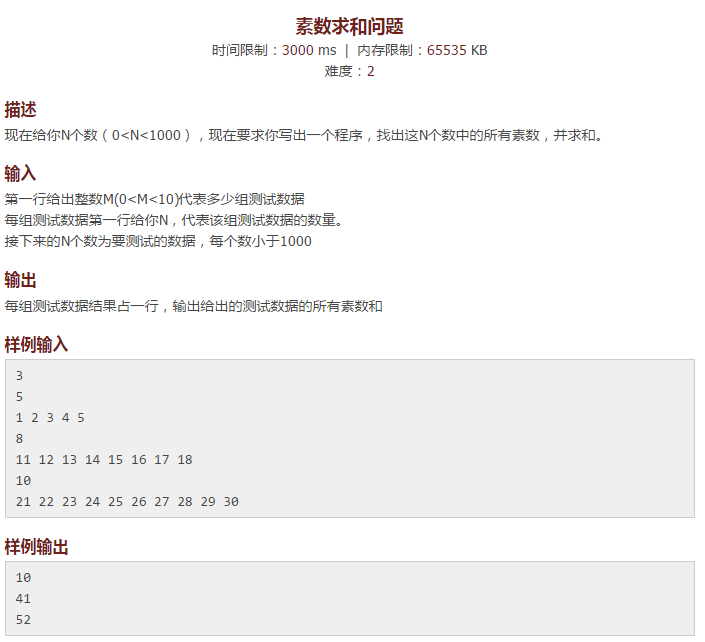 素数求和问题
时间限制：3000 ms | 内存限制：65535 KB
难度：2
描述
现在给你N个数（0<N<1000），现在要求你写出一个程序，找出这N个数中的所有素数，并求和。
输入
第一行给出整数M(0<M<10)代表多少组测试数据
每组测试数据第一行给你N，代表该组测试数据的数量。
接下来的N个数为要测试的数据，每个数小于1000
输出
每组测试数据结果占一行，输出给出的测试数据的所有素数和
样例输入
3
5
1 2 3 4 5
8
11 12 13 14 15 16 17 18
10
21 22 23 24 25 26 27 28 29 30
样例输出
10
41
52